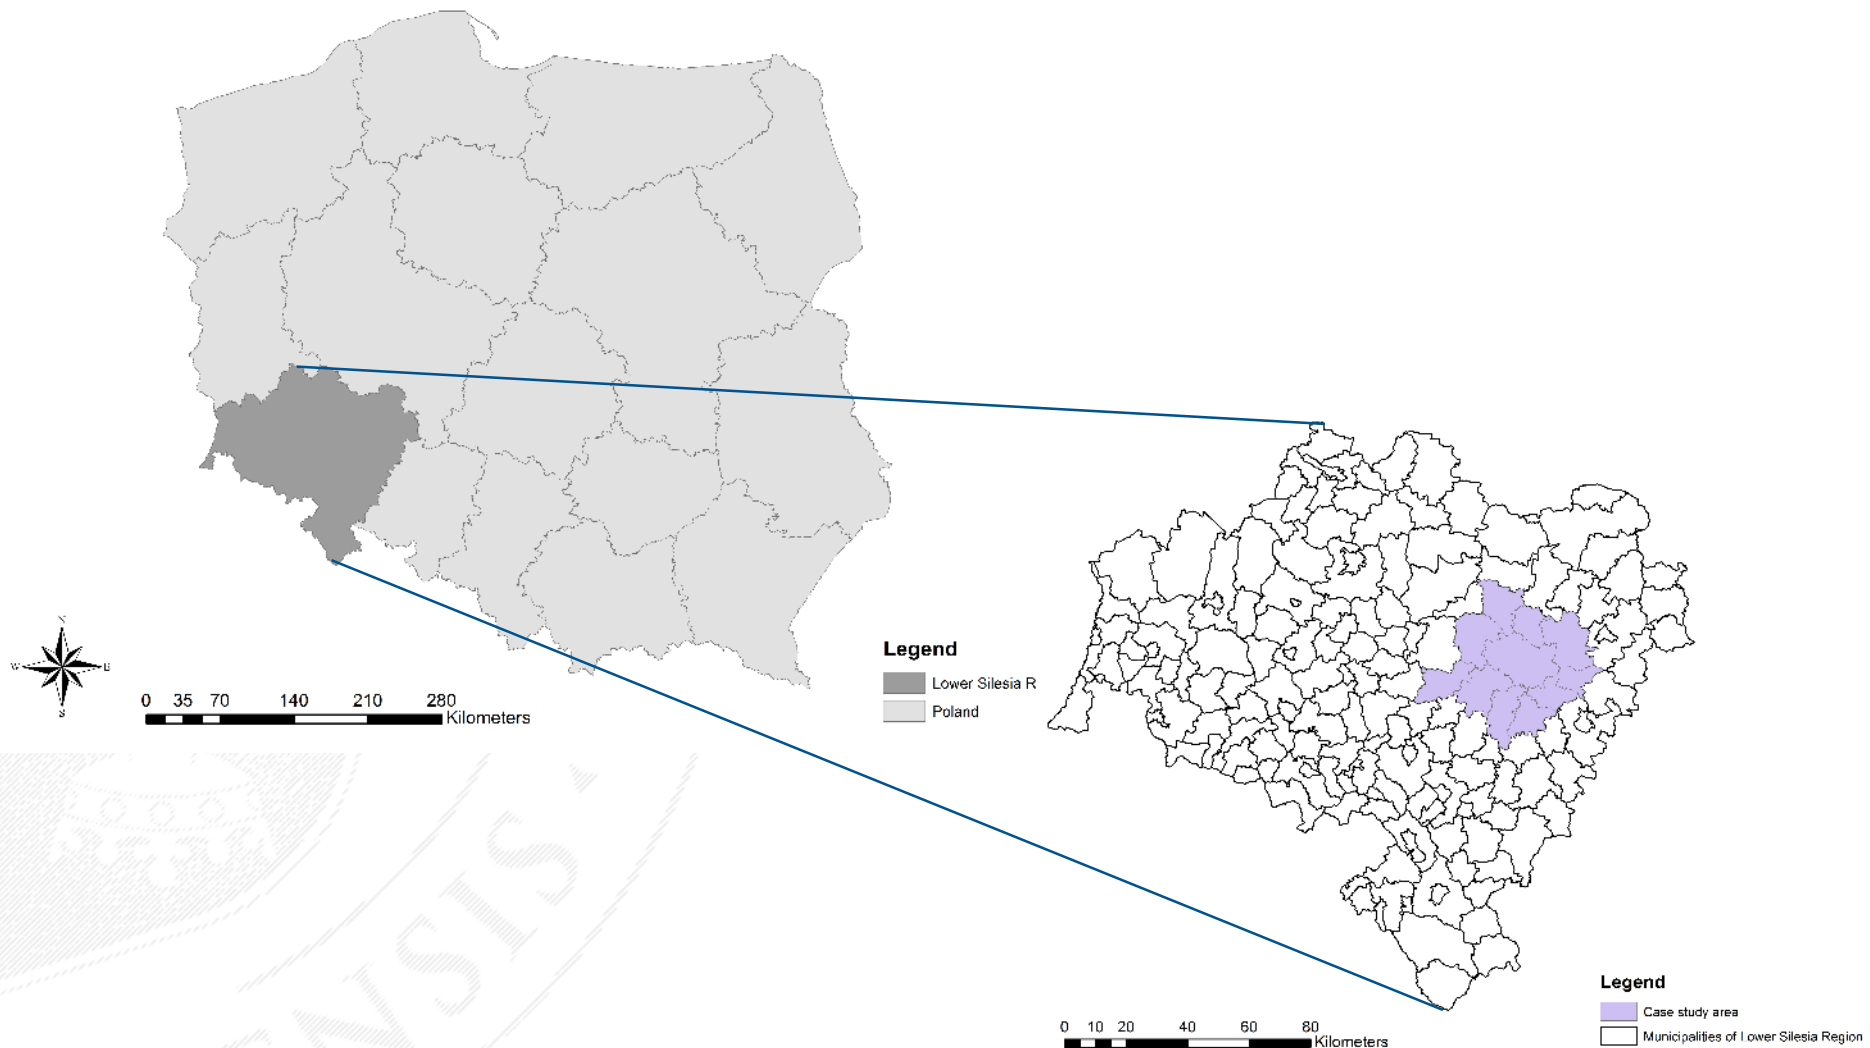 N
W
E
S
0 35 70 140 210 280
Kilometers
Legend
Lower Silesia R
Poland
ENSIS
Legend
Case study area
Municipalities of Lower Silesia Region
0 10 20 40 60 80
Kilometers